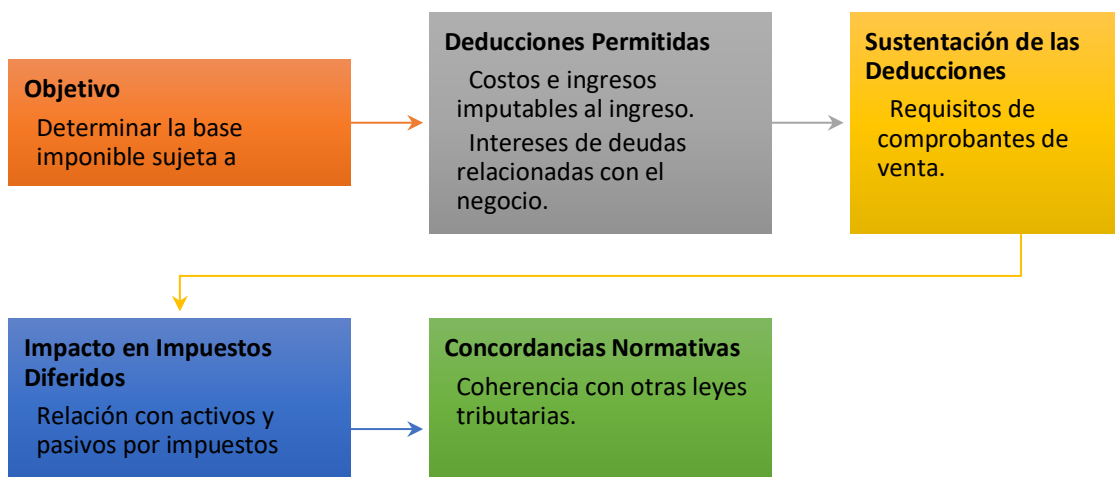 Objetivo
Determinar la base
imponible sujeta a
Deducciones Permitidas
Costos e ingresos
imputables al ingreso.
Intereses de deudas
relacionadas con el
negocio.
Sustentación de las
Deducciones
Requisitos de
comprobantes de
venta.
Impacto en Impuestos
Diferidos
Relación con activos y
pasivos por impuestos
Concordancias Normativas
Coherencia con otras leyes
tributarias.